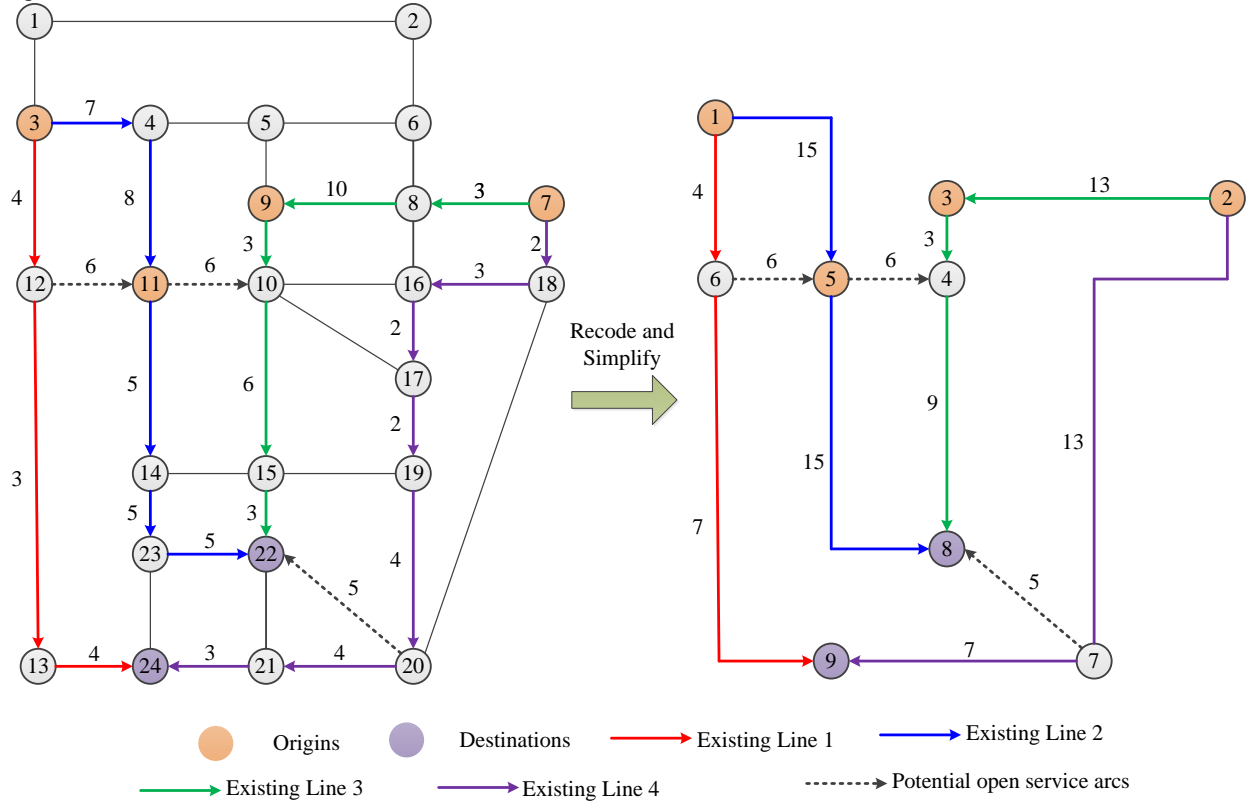 1 2
7
3 4 5 6
1
15
4 8 10 3
9 8 7
4
3 13 2
3 2
3
6 6 3
12 11 10 16 18
6 6
6 5 4
2
Recode and
Simplify
17
5 6 2
9
13
3
14 15 19
15
5 3
5
23 22
4
7
8
5
5
4 3 4
13 24 21 20
7
9 7
Origins Destinations Existing Line 1 Existing Line 2
Existing Line 3 Existing Line 4 Potential open service arcs